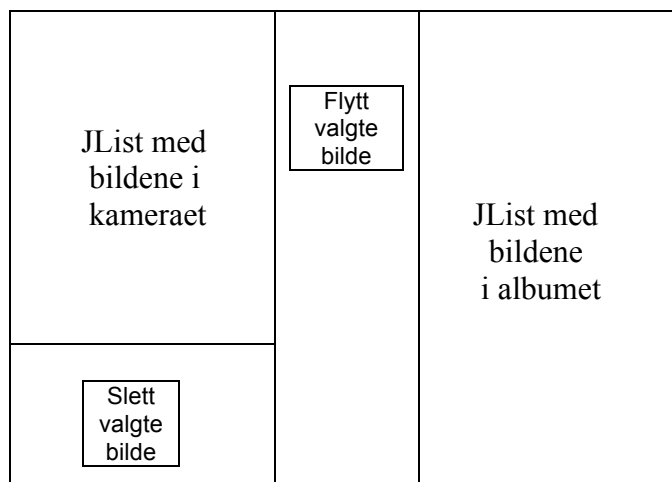 JList med
bildene i
kameraet
Slett
valgte
bilde
Flytt
valgte
bilde
JList med
bildene
i albumet